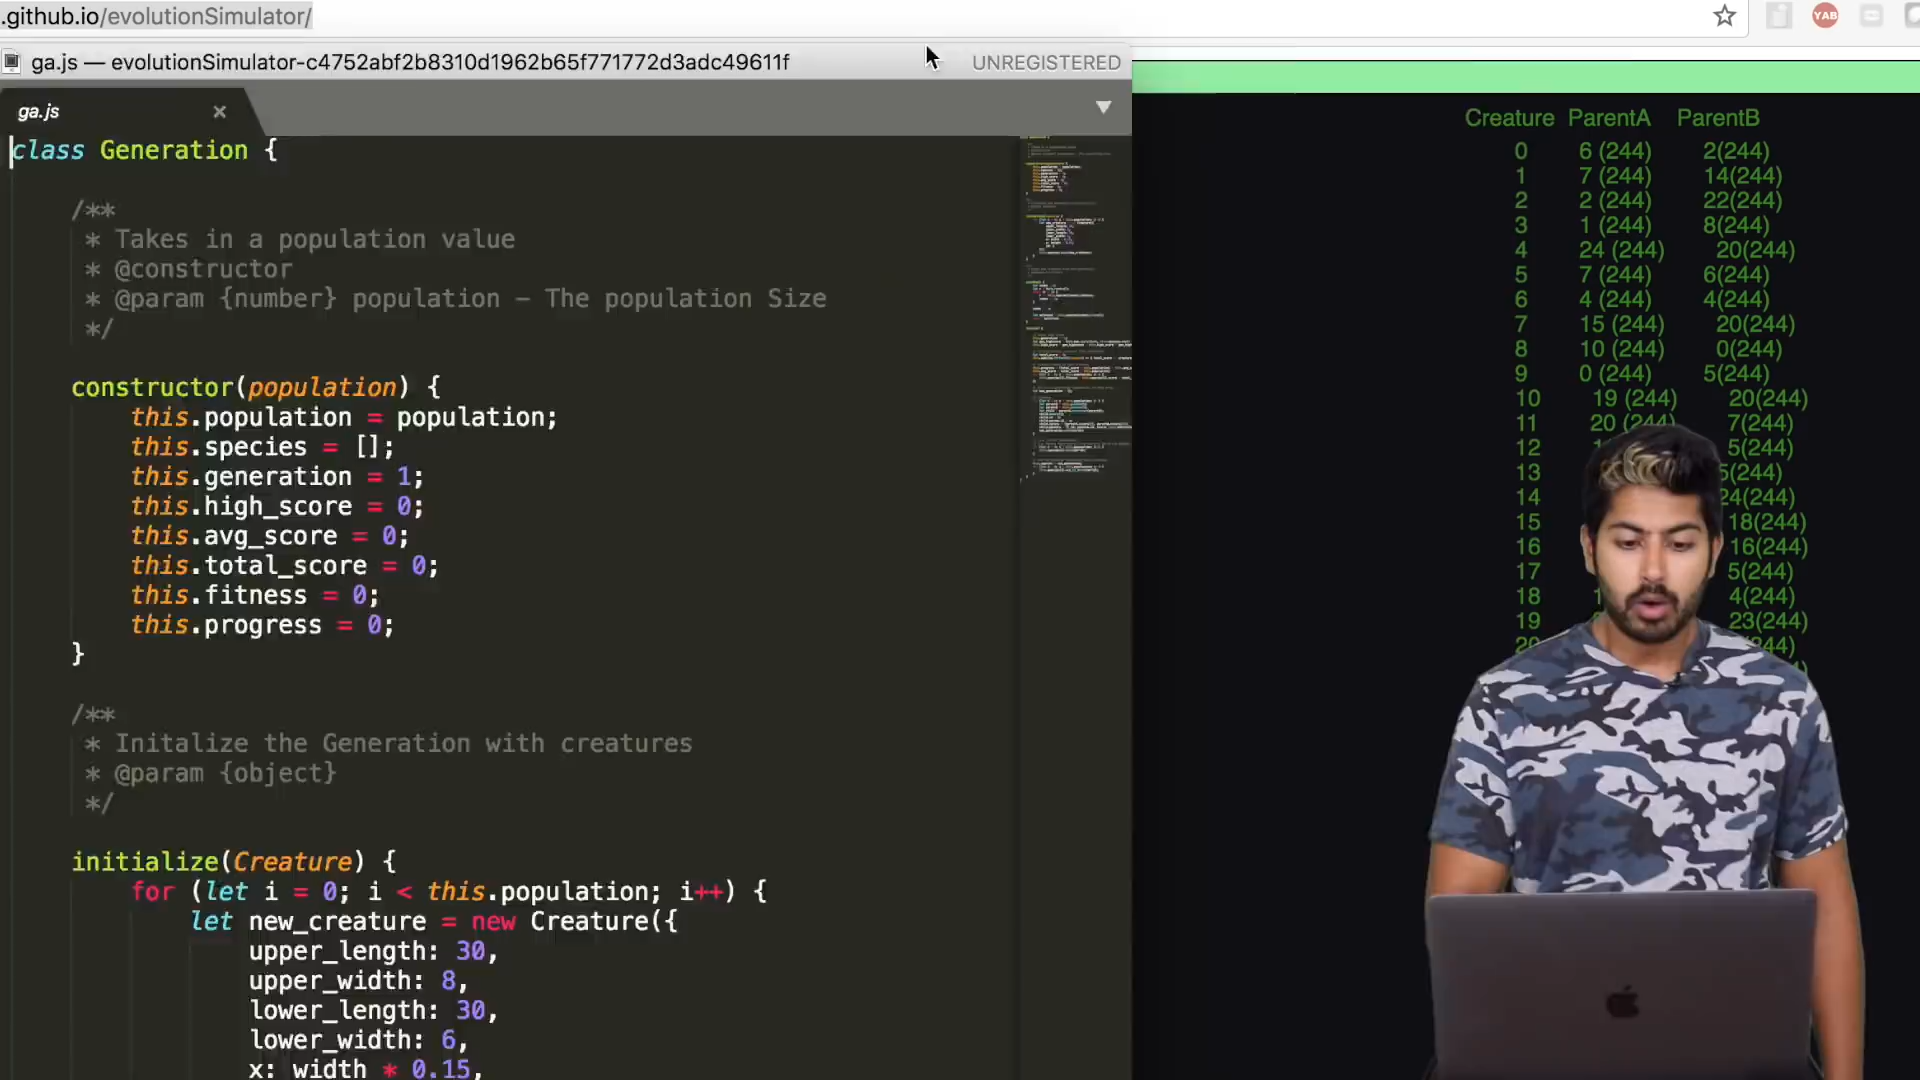 .github.io/evolutionSimulator/
YAB
ga.js — evolutionSimulator-c4752abf2b8310d1962b65f771772d3adc49611f
UNREGISTERED
ga.js
class Generation {
/**
* Takes in a population value
* @constructor
* @param {number} population – The population Size
*/
constructor(population) {
this.population = population;
this.species = [];
this.generation = 1;
this.high_score = 0;
this.avg_score = 0;
this.total_score = 0;
this.fitness = 0;
this.progress = 0;
}
/**
* Initalize the Generation with creatures
* @param {object}
*/
initialize(Creature) {
for (let i = 0; i < this.population; i++) {
let new_creature = new Creature({
upper_length: 30,
upper_width: 8,
lower_length: 30,
lower_width: 6,
x: width * 0.15,
Creature ParentA ParentB
0 6 (244) 2(244)
1 7 (244) 14(244)
2 2 (244) 22(244)
3 1 (244) 8(244)
4 24 (244) 20(244)
5 7 (244) 6(244)
6 4 (244) 4(244)
7 15 (244) 20(244)
8 10 (244) 0(244)
9 0 (244) 5(244)
10 19 (244) 20(244)
11 20 (244) 7(244)
12 5(244)
13 (244)
14 24(244)
15 18(244)
16 16(244)
17 5(244)
18 4(244)
19 23(244)